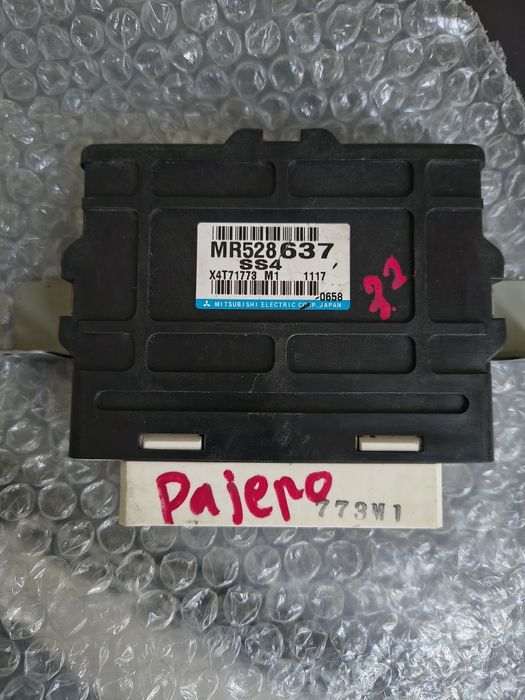 MR528637
SS4
X4T71773 M1 1117
0658
MITSUBISHI ELECTRIC CORP. JAPAN
3.2
Pajero
773M1